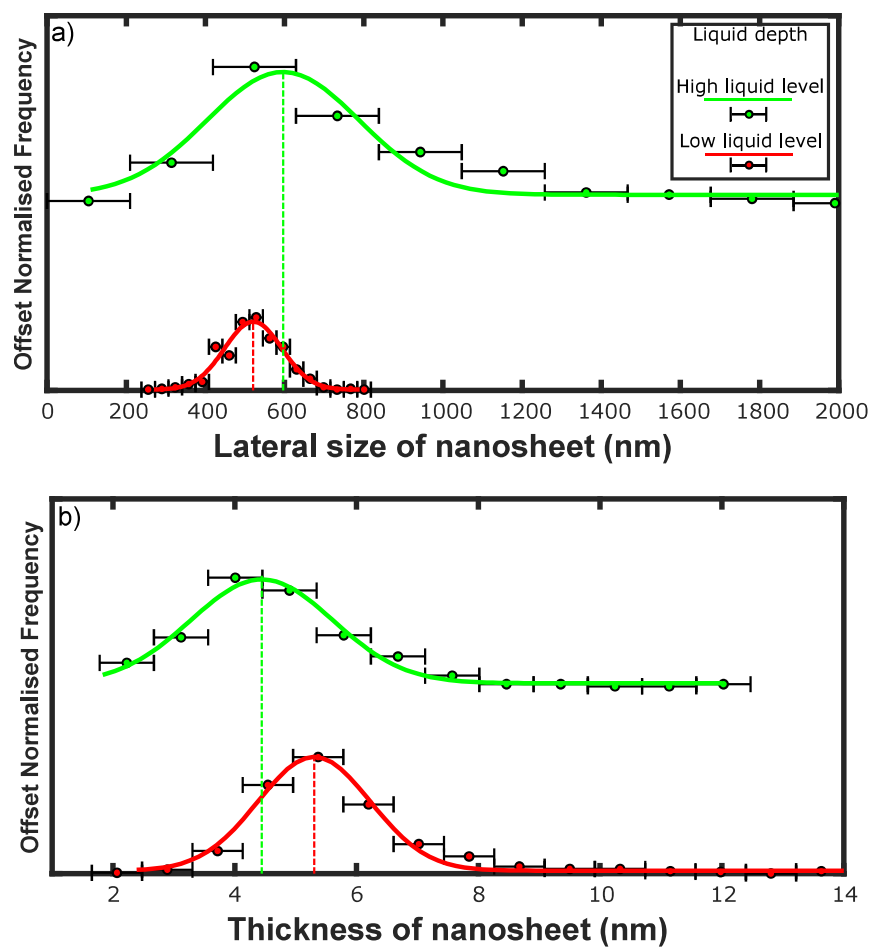 a)
Offset Normalised Frequency
Liquid depth
High liquid level
Low liquid level
0 200 400 600 800 1000 1200 1400 1600 1800 2000
Lateral size of nanosheet (nm)
b)
Offset Normalised Frequency
2 4 6 8 10 12 14
Thickness of nanosheet (nm)